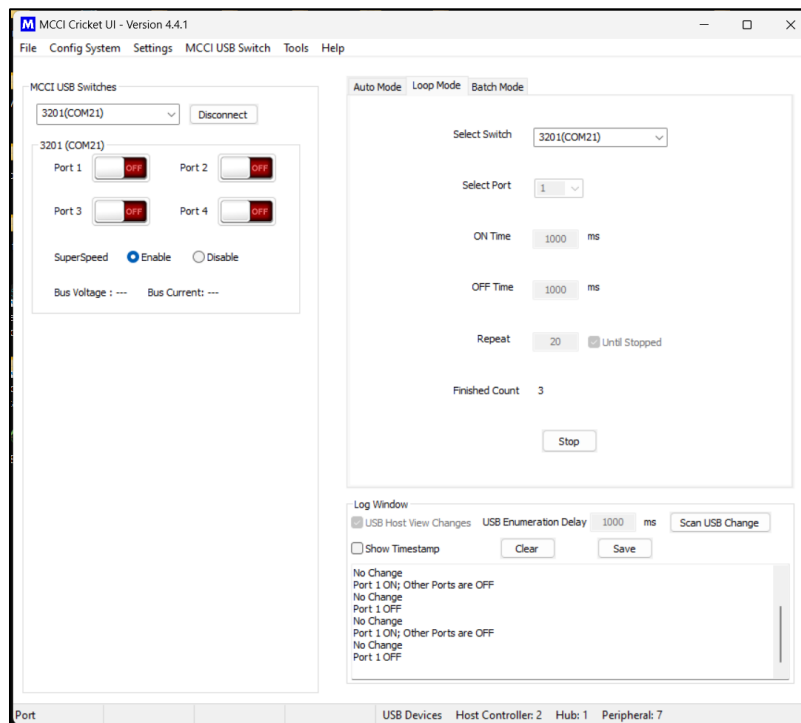 M MCCI Cricket UI - Version 4.4.1
File Config System Settings MCCI USB Switch Tools Help
MCCI USB Switches
3201(COM21) Disconnect
3201 (COM21)
Port 1 OFF Port 2 OFF
Port 3 OFF Port 4 OFF
SuperSpeed Enable Disable
Bus Voltage : --- Bus Current: ---
Auto Mode Loop Mode Batch Mode
Select Switch 3201(COM21)
Select Port 1
ON Time 1000 ms
OFF Time 1000 ms
Repeat 20 Until Stopped
Finished Count 3
Stop
Log Window
USB Host View Changes USB Enumeration Delay 1000 ms Scan USB Change
Show Timestamp Clear Save
No Change
Port 1 ON; Other Ports are OFF
No Change
Port 1 OFF
No Change
Port 1 ON; Other Ports are OFF
No Change
Port 1 OFF
Port USB Devices Host Controller: 2 Hub: 1 Peripheral: 7